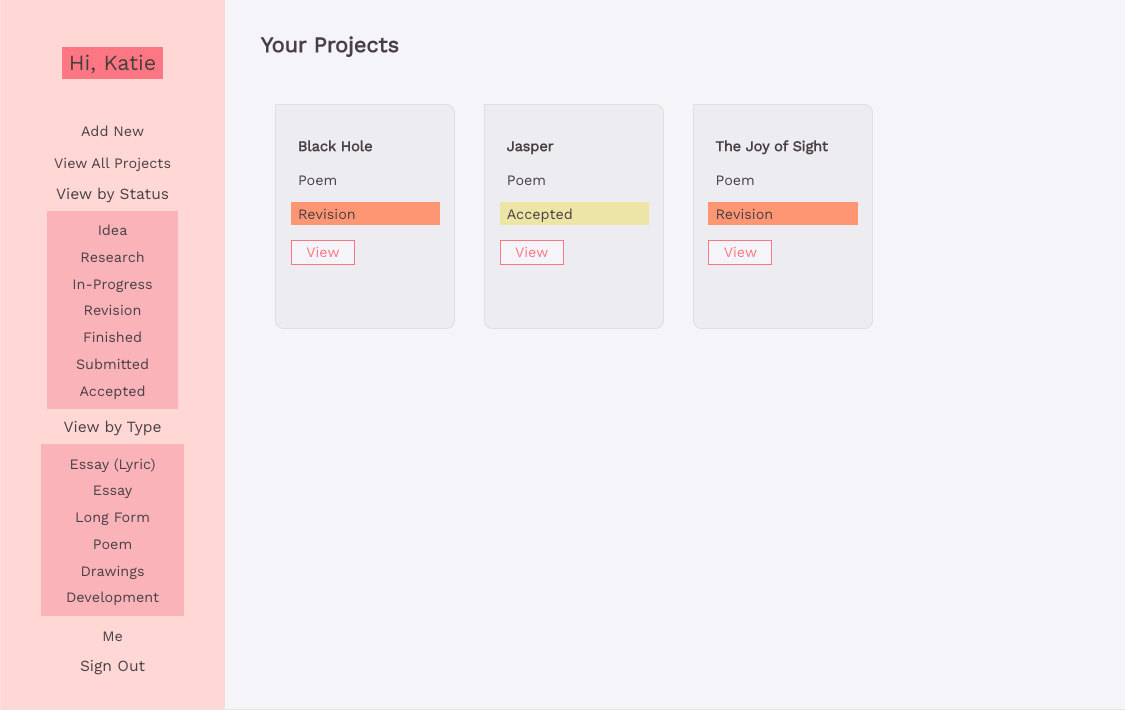 Hi, Katie
Add New
View All Projects
View by Status
Idea
Research
In-Progress
Revision
Finished
Submitted
Accepted
View by Type
Essay (Lyric)
Essay
Long Form
Poem
Drawings
Development
Me
Sign Out
Your Projects
Black Hole
Poem
Revision
View
Jasper
Poem
Accepted
View
The Joy of Sight
Poem
Revision
View